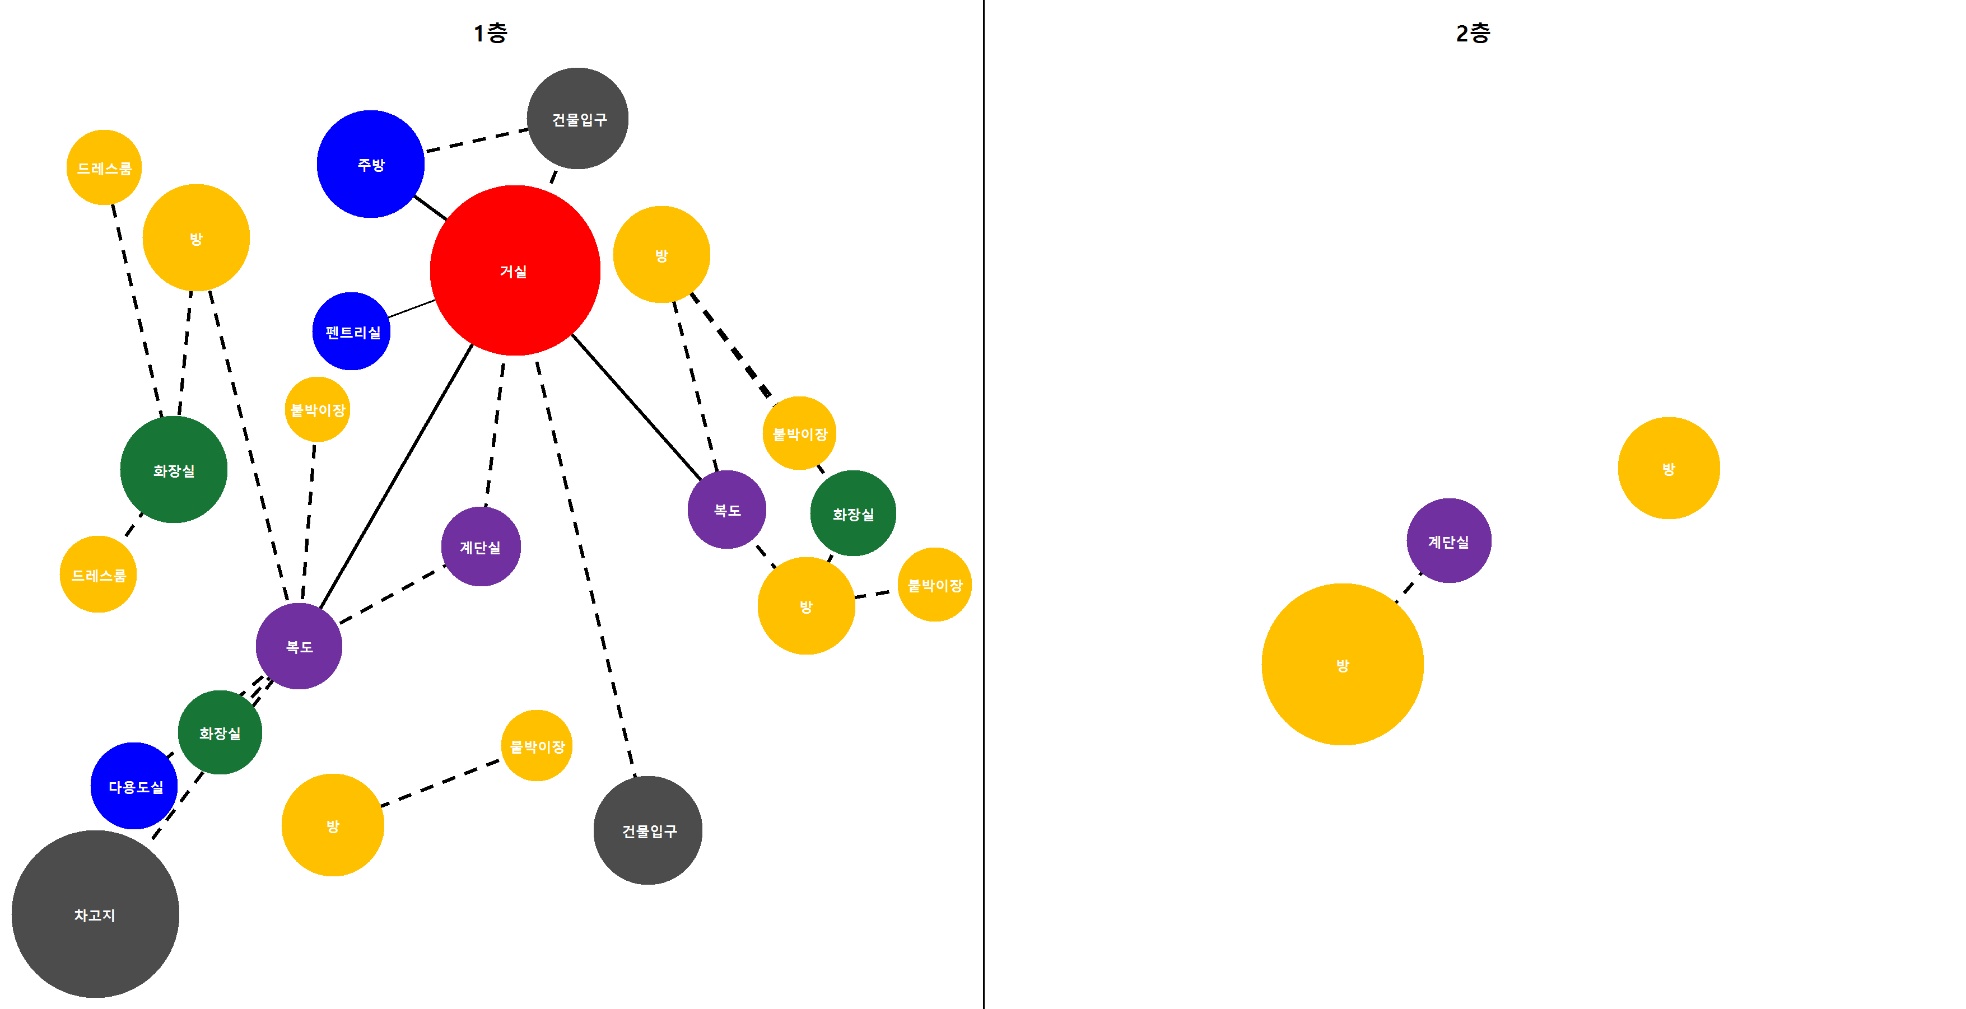 1층
2층
건물입구
주방
드레스룸
방
방
거실
펜트리실
붙박이장
붙박이장
화장실
방
복도
화장실
계단실
계단실
드레스룸
붙박이장
방
복도
방
화장실
붙박이장
다용도실
방
건물입구
차고지